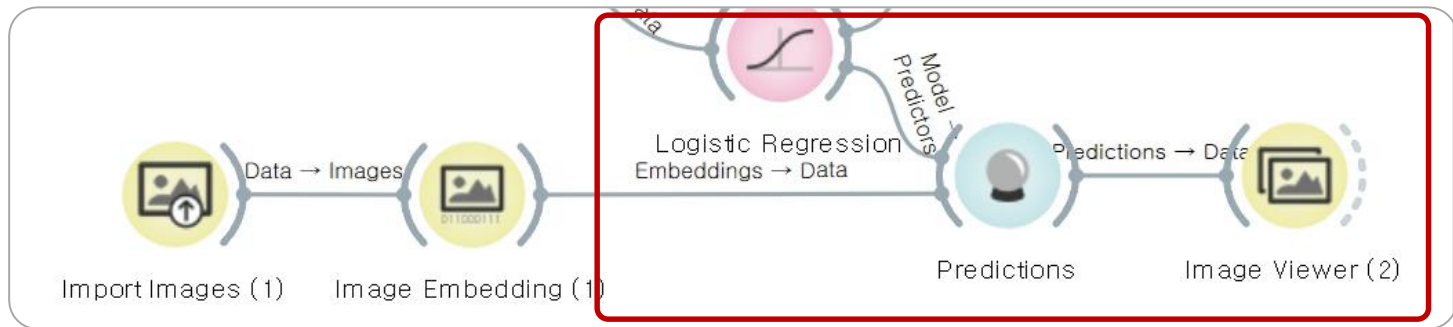 Model →
Predictors
Logistic Regression
Data → Images
Embeddings → Data
Predictions → Data
011000111
Import Images (1)
Image Embedding (1)
Predictions
Image Viewer (2)